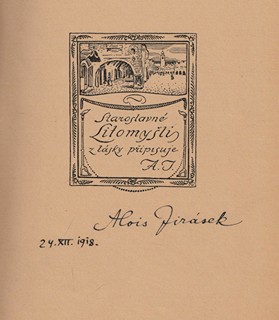 Staroslavné
Litomyšli
z lásky připisuje
A. J.
Alois Jirásek
24. XII. 1918.